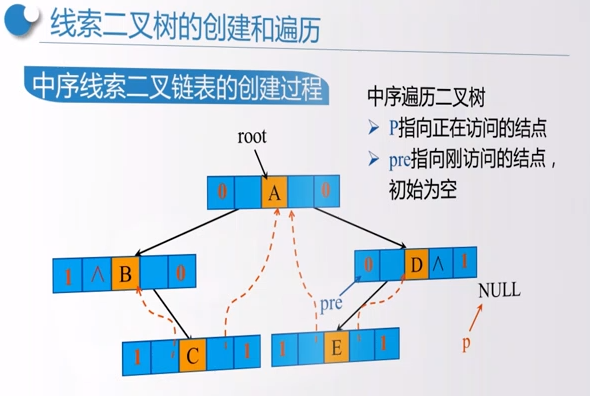 线索二叉树的创建和遍历
中序线索二叉链表的创建过程
中序遍历二叉树
➢ P指向正在访问的结点
➢ pre指向刚访问的结点，
初始为空
root
0 A 0
1 ∧ B 0
0 D ∧ 1
pre
NULL
p
1 C 1
1 E 1